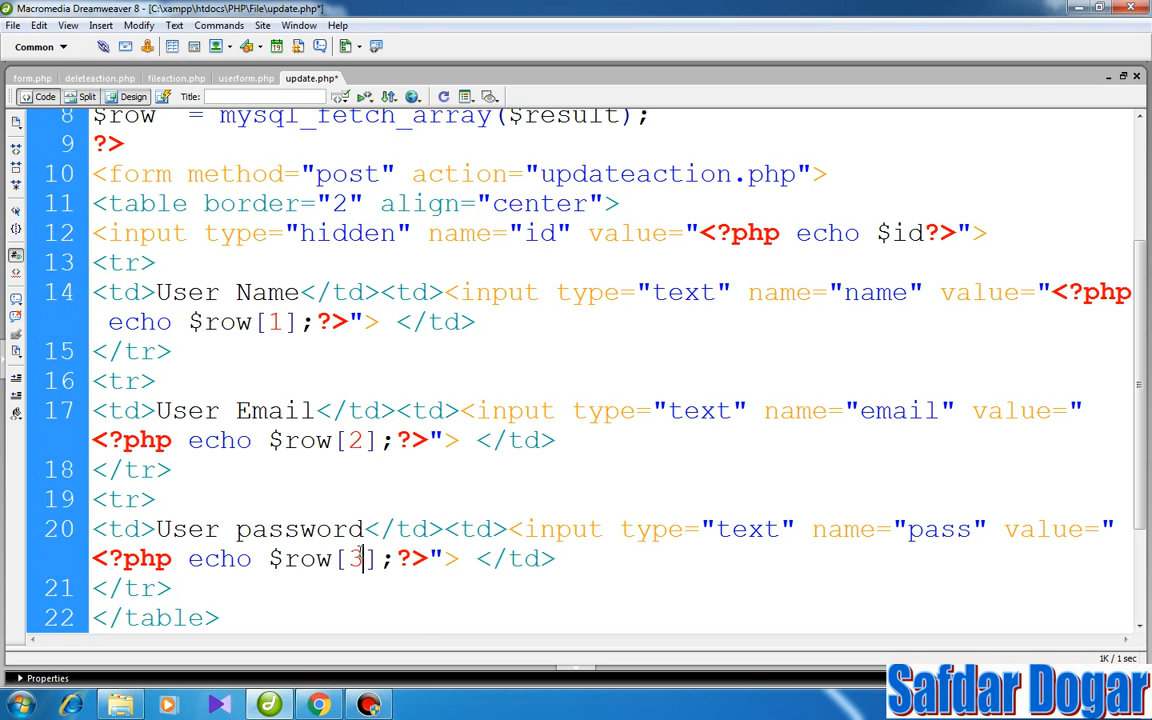 Macromedia Dreamweaver 8 - [C:\xampp\htdocs\PHP\File\update.php*]
File Edit View Insert Modify Text Commands Site Window Help
Common
form.php deleteaction.php fileaction.php userform.php update.php*
Code Split Design Title:
8 $row = mysql_fetch_array($result);
9 ?>
10 <form method="post" action="updateaction.php">
11 <table border="2" align="center">
12 <input type="hidden" name="id" value="<?php echo $id?>">
13 <tr>
14 <td>User Name</td><td><input type="text" name="name" value="<?php
echo $row[1];?>"> </td>
15 </tr>
16 <tr>
17 <td>User Email</td><td><input type="text" name="email" value="
<?php echo $row[2];?>"> </td>
18 </tr>
19 <tr>
20 <td>User password</td><td><input type="text" name="pass" value="
<?php echo $row[3];?>"> </td>
21 </tr>
22 </table>
1K / 1 sec
Properties
Safdar Dogar